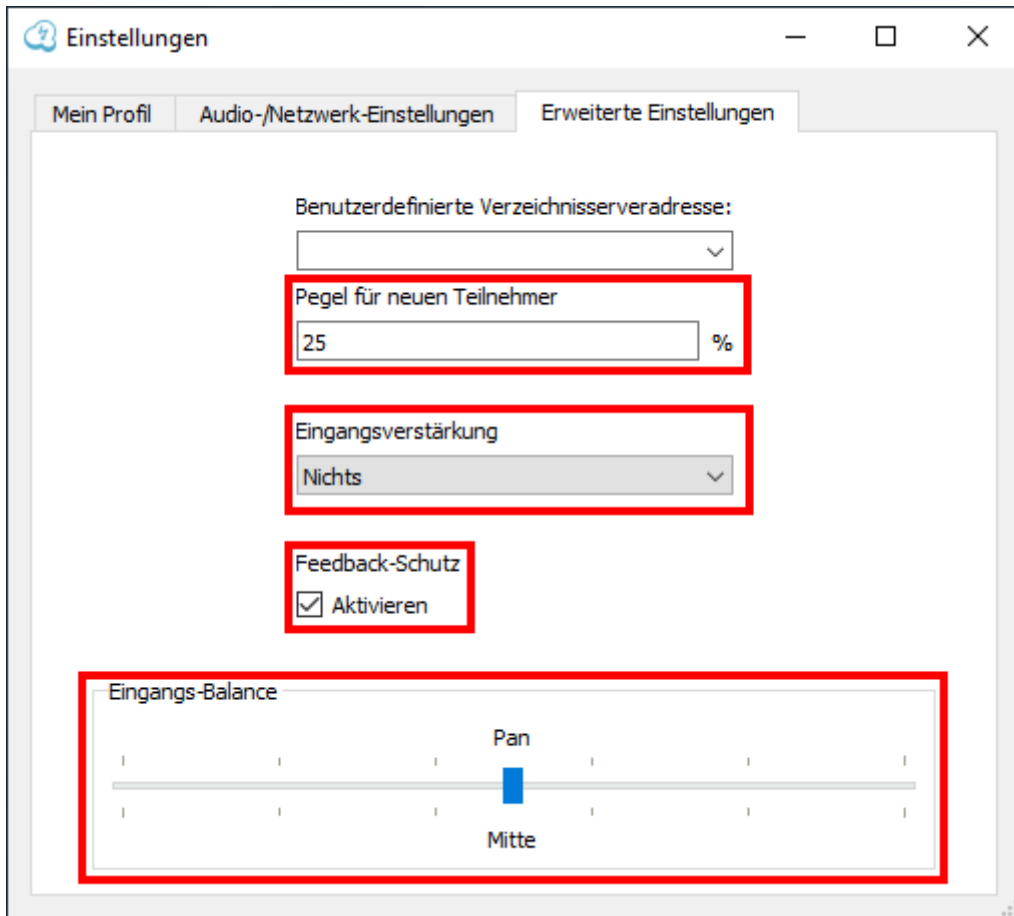 Einstellungen
Mein Profil
Audio-/Netzwerk-Einstellungen
Erweiterte Einstellungen
Benutzerdefinierte Verzeichnisserveradresse:
Pegel für neuen Teilnehmer
25 %
Eingangsverstärkung
Nichts
Feedback-Schutz
Aktivieren
Eingangs-Balance
Pan
Mitte